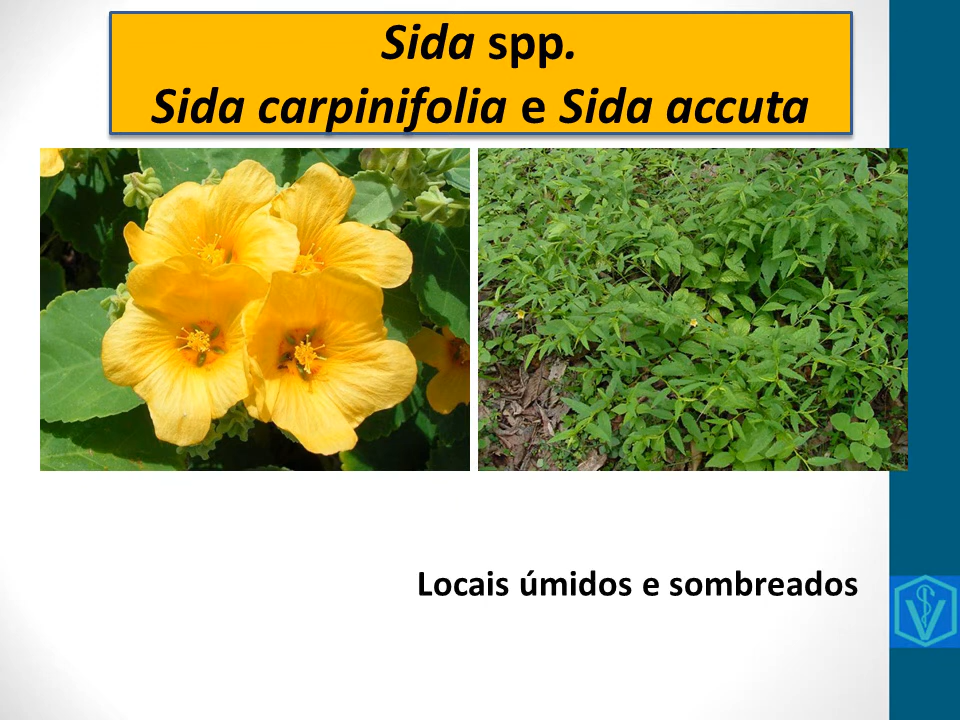 Sida spp.
Sida carpinifolia e Sida accuta
Locais úmidos e sombreados
V